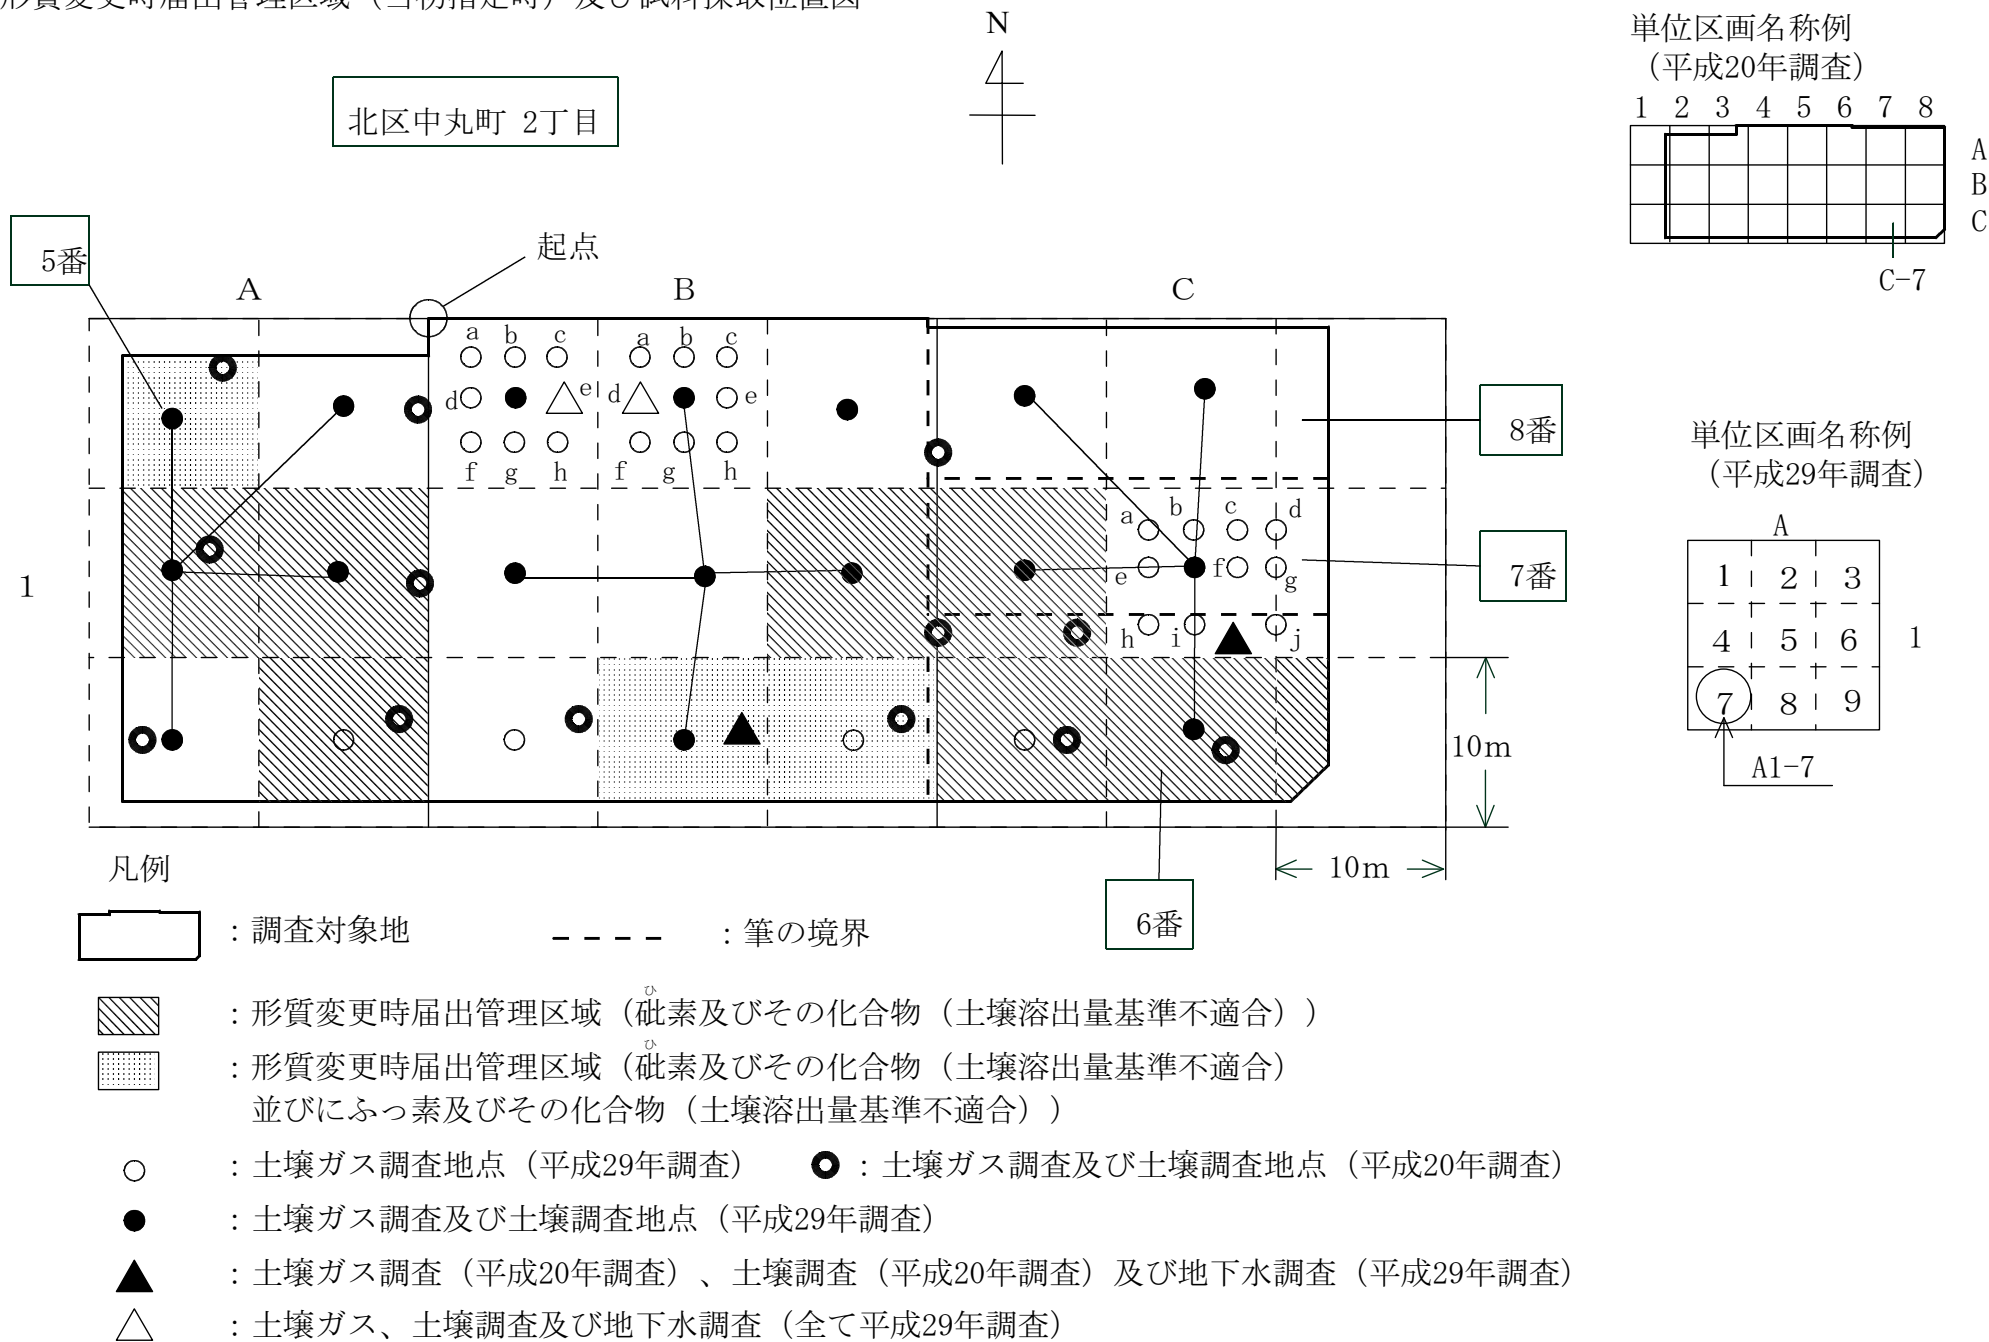 形質変更時届出管理区域（当初指定時）及び試料採取位置図
N
単位区画名称例
（平成20年調査）
1 2 3 4 5 6 7 8
A
B
C
C-7
北区中丸町 2丁目
5番
起点
A B C
a b c
d e
f g h
a b c
d e
f g h
8番
a b c d
e f g
h i j
7番
1
10m
10m
6番
単位区画名称例
（平成29年調査）
A
1 2 3
4 5 6
7 8 9
1
A1-7
凡例
：調査対象地 ：筆の境界
ひ
：形質変更時届出管理区域（砒素及びその化合物（土壌溶出量基準不適合））
ひ
：形質変更時届出管理区域（砒素及びその化合物（土壌溶出量基準不適合）
並びにふっ素及びその化合物（土壌溶出量基準不適合））
：土壌ガス調査地点（平成29年調査） ：土壌ガス調査及び土壌調査地点（平成20年調査）
：土壌ガス調査及び土壌調査地点（平成29年調査）
：土壌ガス調査（平成20年調査）、土壌調査（平成20年調査）及び地下水調査（平成29年調査）
：土壌ガス、土壌調査及び地下水調査（全て平成29年調査）